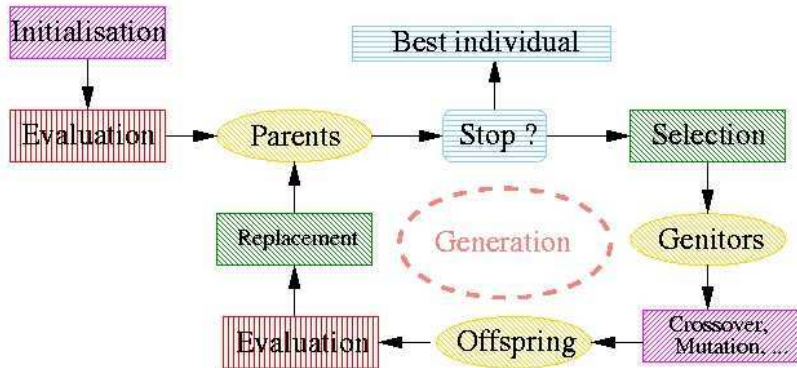 Initialisation
Best individual
Evaluation
Parents
Stop ?
Selection
Replacement
Generation
Genitors
Evaluation
Offspring
Crossover,
Mutation, ...